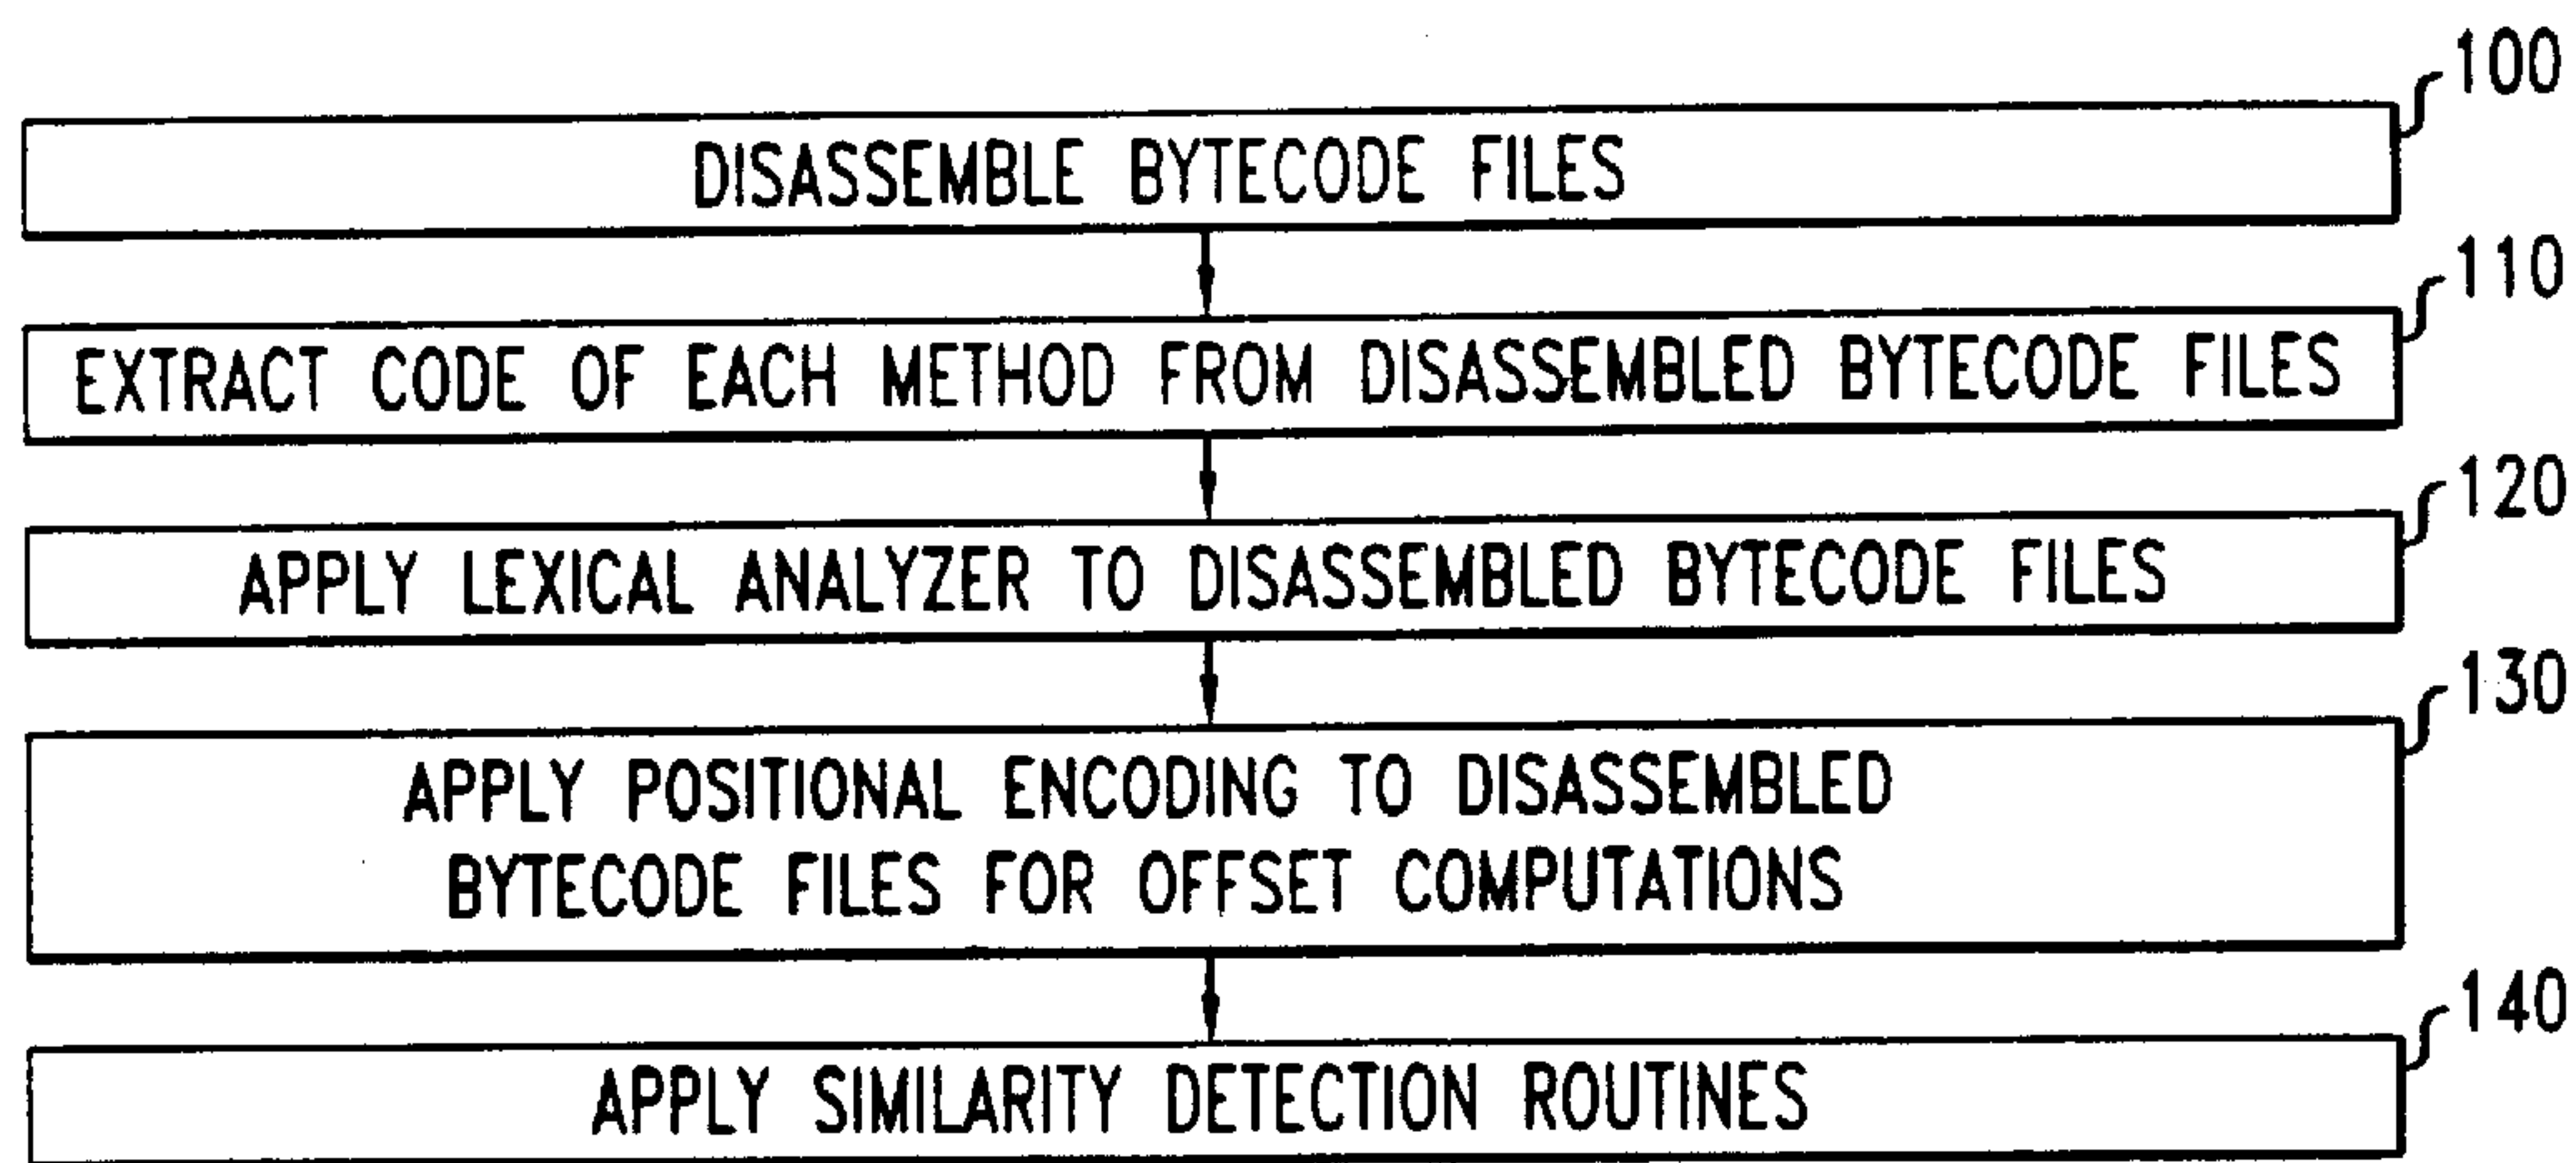 100
DISASSEMBLE BYTECODE FILES
110
EXTRACT CODE OF EACH METHOD FROM DISASSEMBLED BYTECODE FILES
120
APPLY LEXICAL ANALYZER TO DISASSEMBLED BYTECODE FILES
130
APPLY POSITIONAL ENCODING TO DISASSEMBLED
BYTECODE FILES FOR OFFSET COMPUTATIONS
140
APPLY SIMILARITY DETECTION ROUTINES